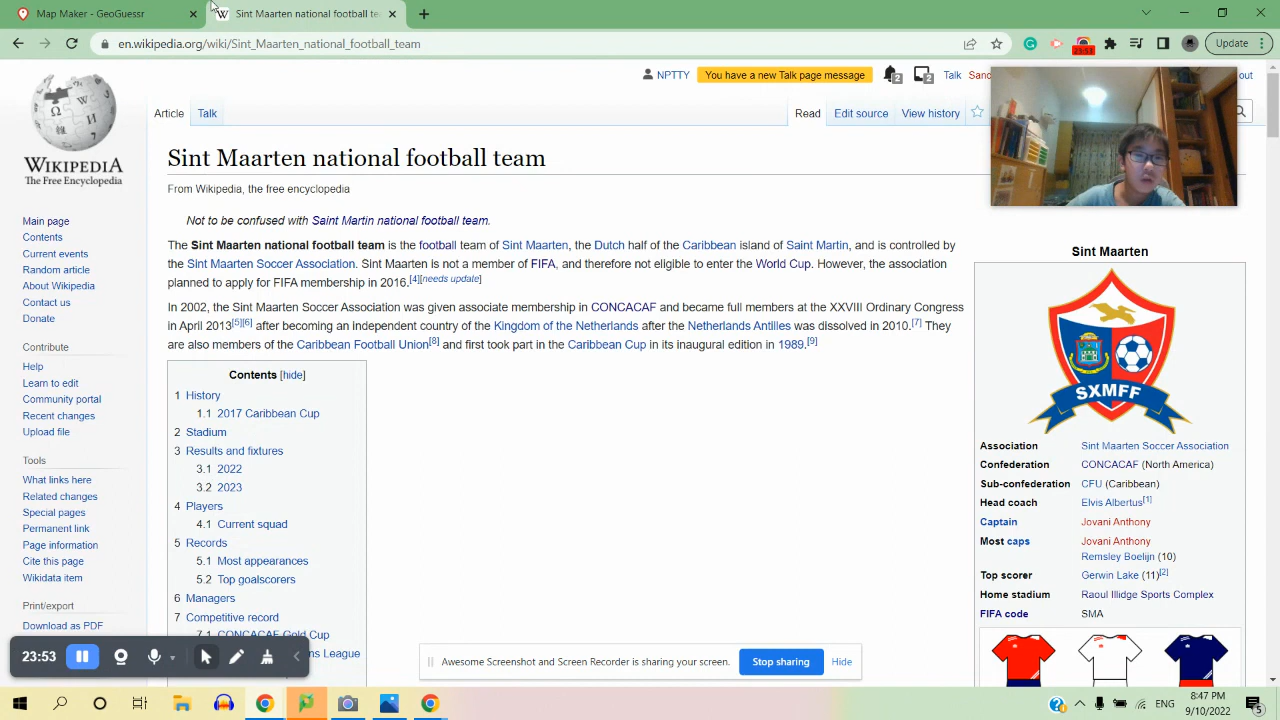 Map Maker - GeoGuessr
Sint Maarten national football te
en.wikipedia.org/wiki/Sint_Maarten_national_football_team
23:53
Update
NPTTY
You have a new Talk page message
2
2
Talk
Sand
out
Article
Talk
Read
Edit source
View history
WIKIPEDIA
The Free Encyclopedia
Main page
Contents
Current events
Random article
About Wikipedia
Contact us
Donate
Contribute
Help
Learn to edit
Community portal
Recent changes
Upload file
Tools
What links here
Related changes
Special pages
Permanent link
Page information
Cite this page
Wikidata item
Print/export
Download as PDF
Sint Maarten national football team
From Wikipedia, the free encyclopedia
Not to be confused with Saint Martin national football team.
The Sint Maarten national football team is the football team of Sint Maarten, the Dutch half of the Caribbean island of Saint Martin, and is controlled by
the Sint Maarten Soccer Association. Sint Maarten is not a member of FIFA, and therefore not eligible to enter the World Cup. However, the association
planned to apply for FIFA membership in 2016.[4][needs update]
In 2002, the Sint Maarten Soccer Association was given associate membership in CONCACAF and became full members at the XXVIII Ordinary Congress
in April 2013[5][6] after becoming an independent country of the Kingdom of the Netherlands after the Netherlands Antilles was dissolved in 2010.[7] They
are also members of the Caribbean Football Union[8] and first took part in the Caribbean Cup in its inaugural edition in 1989.[9]
Contents [hide]
1 History
1.1 2017 Caribbean Cup
2 Stadium
3 Results and fixtures
3.1 2022
3.2 2023
4 Players
4.1 Current squad
5 Records
5.1 Most appearances
5.2 Top goalscorers
6 Managers
7 Competitive record
7.1 CONCACAF Gold Cup
ns League
Sint Maarten
SXMFF
Association Sint Maarten Soccer Association
Confederation CONCACAF (North America)
Sub-confederation CFU (Caribbean)
Head coach Elvis Albertus[1]
Captain Jovani Anthony
Most caps Jovani Anthony
Remsley Boelijn (10)
Top scorer Gerwin Lake (11)[2]
Home stadium Raoul Illidge Sports Complex
FIFA code SMA
23:53
Awesome Screenshot and Screen Recorder is sharing your screen.
Stop sharing
Hide
ENG
8:47 PM
9/10/2022
5